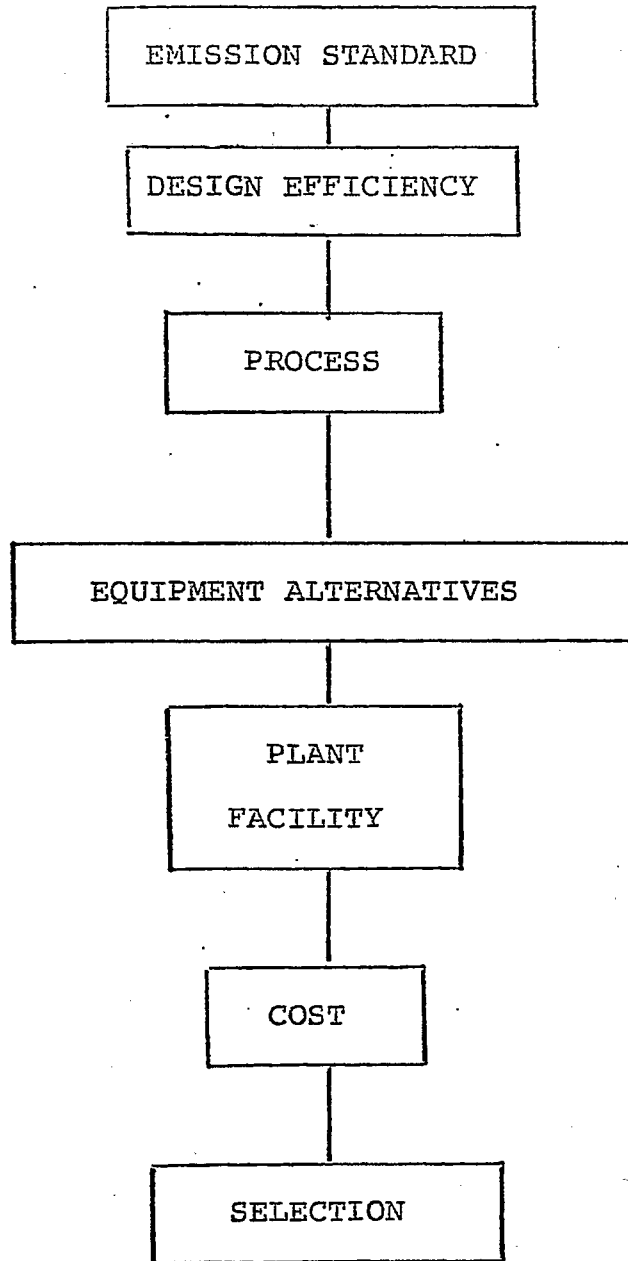 EMISSION STANDARD
DESIGN EFFICIENCY
PROCESS
EQUIPMENT ALTERNATIVES
PLANT
FACILITY
COST
SELECTION